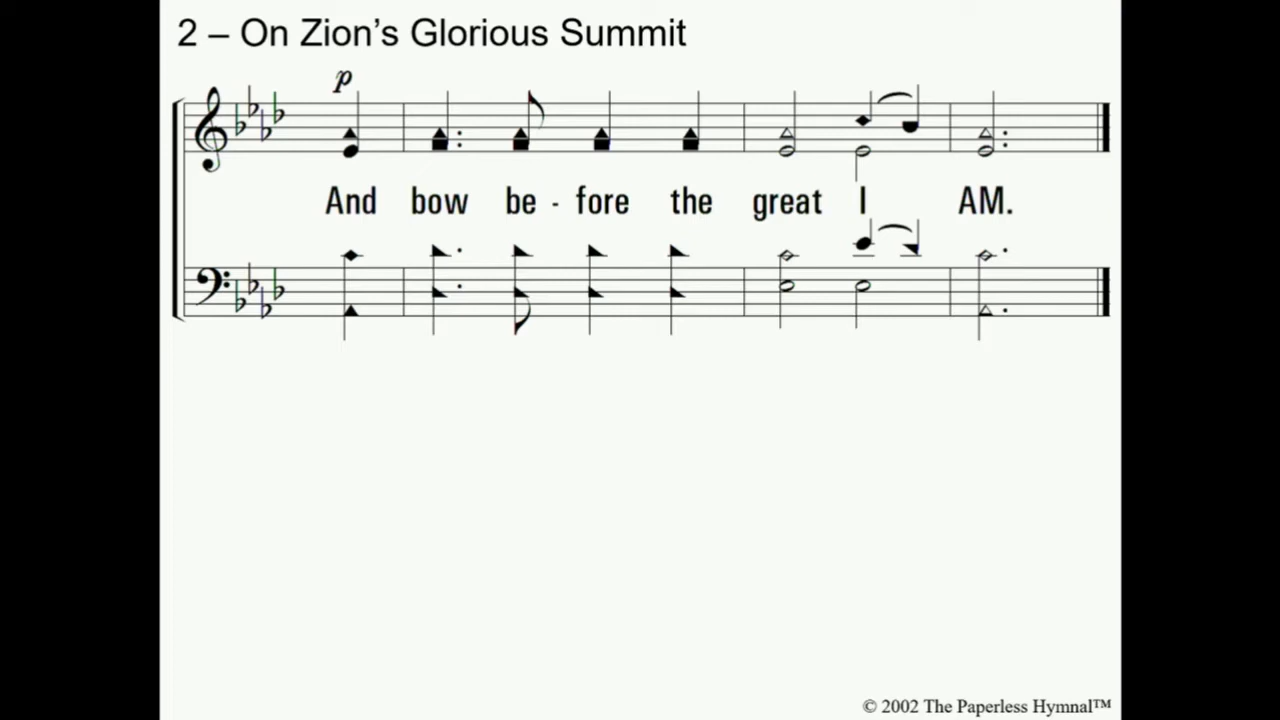 2 – On Zion’s Glorious Summit
p
And bow be - fore the great I AM.
© 2002 The Paperless Hymnal™